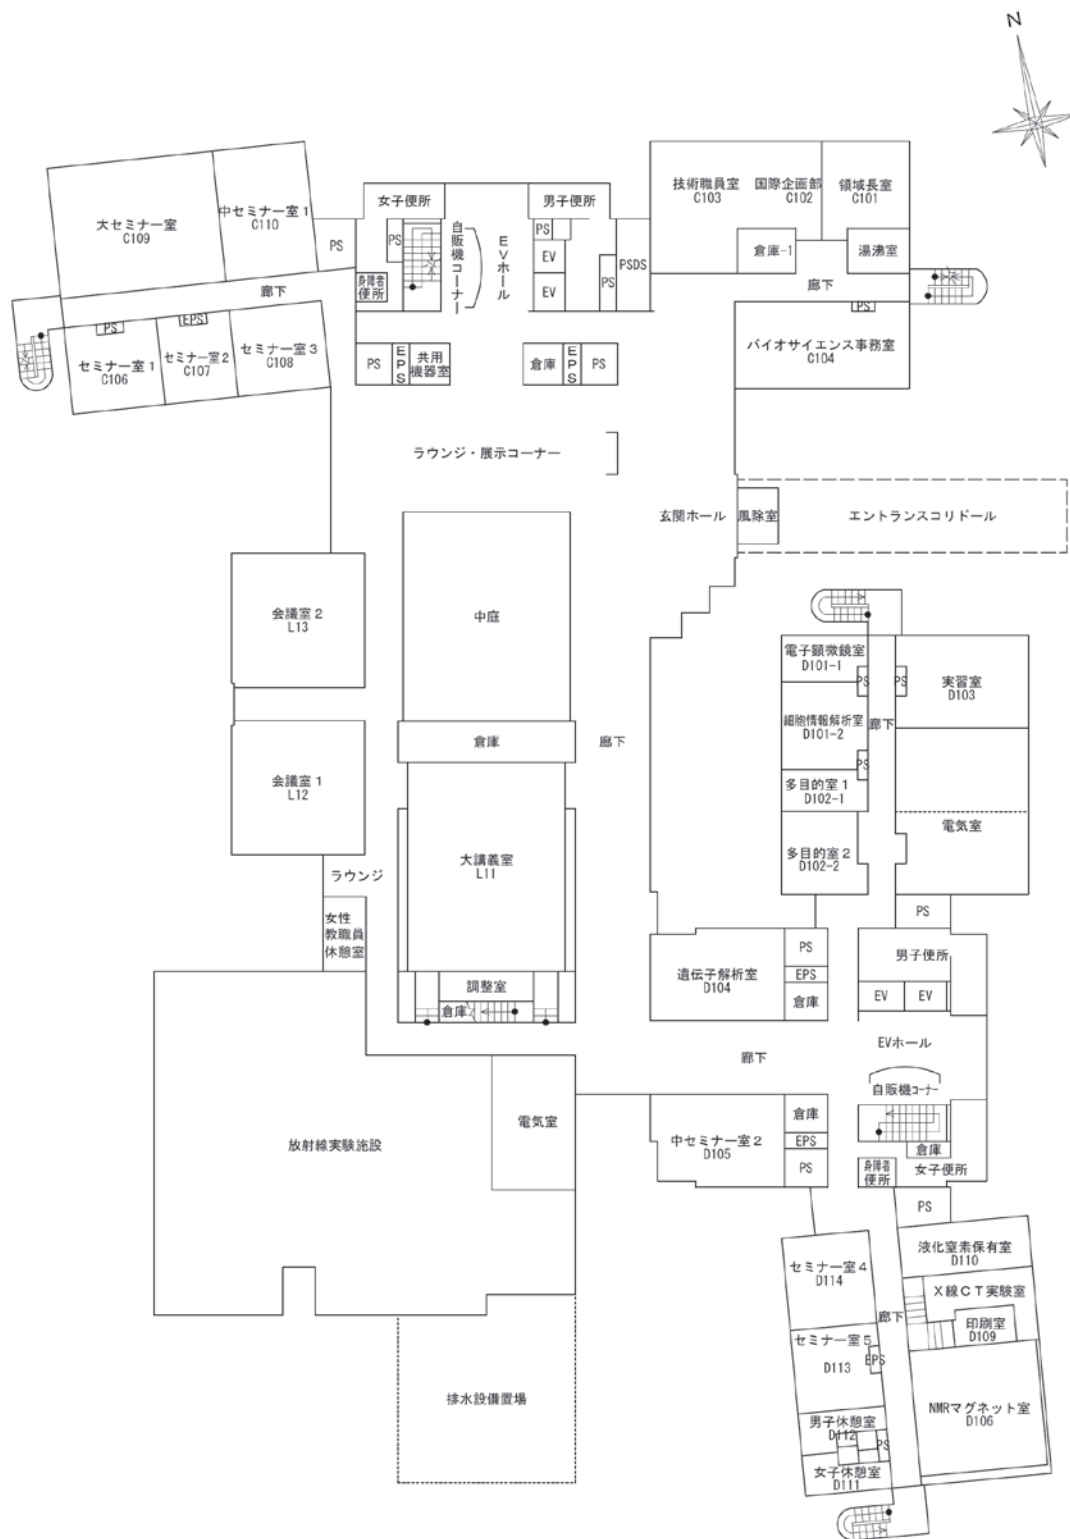 N
技術職員室
C103
国際企画部
C102
領域長室
C101
女子便所
男子便所
大セミナー室
C109
中セミナー室1
C110
PS
PS
自販機コーナー
EVホール
PS
EV
EV
PS
PSDS
倉庫-1
湯沸室
廊下
身障者
便所
廊下
PS
EPS
PS
セミナー室1
C106
セミナー室2
C107
セミナー室3
C108
PS
EPS
共用
機器室
倉庫
EPS
PS
バイオサイエンス事務室
C104
ラウンジ・展示コーナー
玄関ホール
風除室
エントランスコリドール
会議室2
L13
中庭
電子顕微鏡室
D101-1
PS
PS
実習室
D103
細胞情報解析室
D101-2
廊下
倉庫
廊下
PS
会議室1
L12
多目的室1
D102-1
電気室
多目的室2
D102-2
大講義室
L11
ラウンジ
女性
教職員
休憩室
PS
遺伝子解析室
D104
PS
EPS
倉庫
男子便所
EV
EV
調整室
倉庫
EVホール
廊下
自販機コーナー
電気室
放射線実験施設
中セミナー室2
D105
倉庫
EPS
PS
倉庫
身障者
便所
女子便所
PS
液化窒素保有室
D110
セミナー室4
D114
X線CT実験室
廊下
印刷室
D109
セミナー室5
D113
EPS
NMRマグネット室
D106
排水設備置場
男子休憩室
D112
PS
女子休憩室
D111